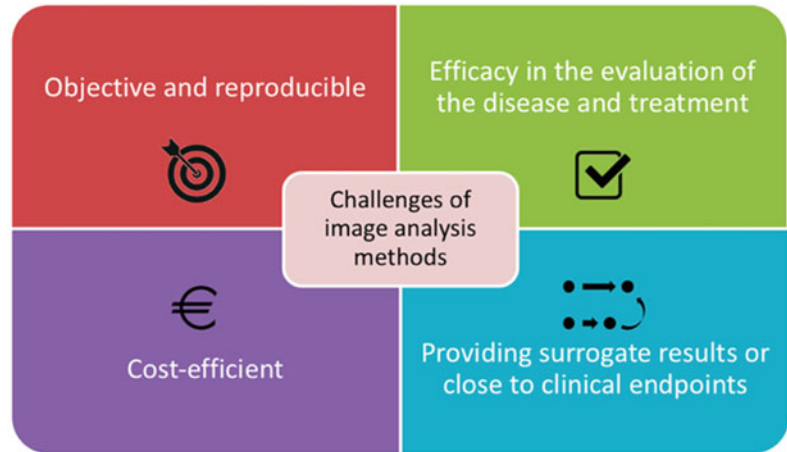 Objective and reproducible
Efficacy in the evaluation of
the disease and treatment
Challenges of
image analysis
methods
€
Cost-efficient
Providing surrogate results or
close to clinical endpoints